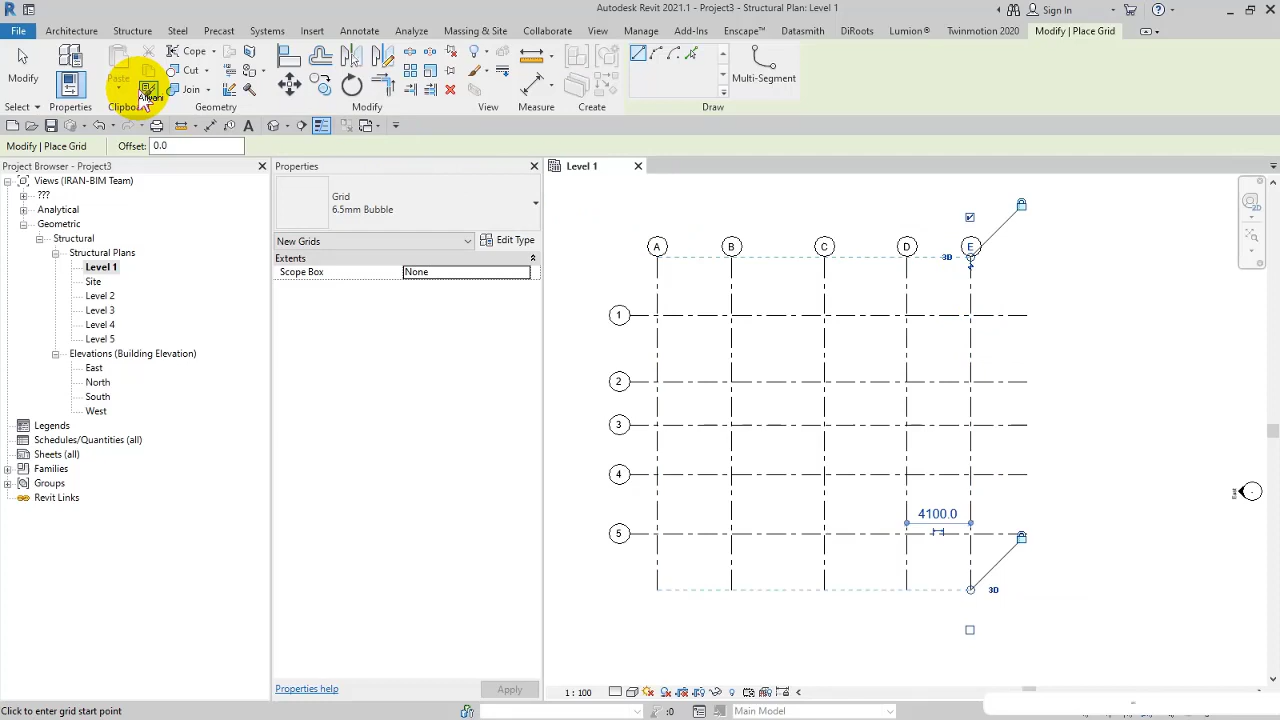 Autodesk Revit 2021.1 - Project3 - Structural Plan: Level 1
Sign In
File Architecture Structure Steel Precast Systems Insert Annotate Analyze Massing & Site Collaborate View Manage Add-Ins Enscape™ Datasmith DiRoots Lumion® Twinmotion 2020 Modify | Place Grid
Modify
Paste
Cope
Cut
Join
Multi-Segment
Select Properties Clipboard Geometry Modify View Measure Create Draw
Modify | Place Grid Offset: 0.0
Project Browser - Project3
Views (IRAN-BIM Team)
???
Analytical
Geometric
Structural
Structural Plans
Level 1
Site
Level 2
Level 3
Level 4
Level 5
Elevations (Building Elevation)
East
North
South
West
Legends
Schedules/Quantities (all)
Sheets (all)
Families
Groups
Revit Links
Properties
Grid
6.5mm Bubble
New Grids Edit Type
Extents
Scope Box None
Properties help Apply
Level 1
2D
A B C D E
3D
1
2
3
4
5
4100.0
3D
East
1 : 100
Click to enter grid start point
:0
Main Model